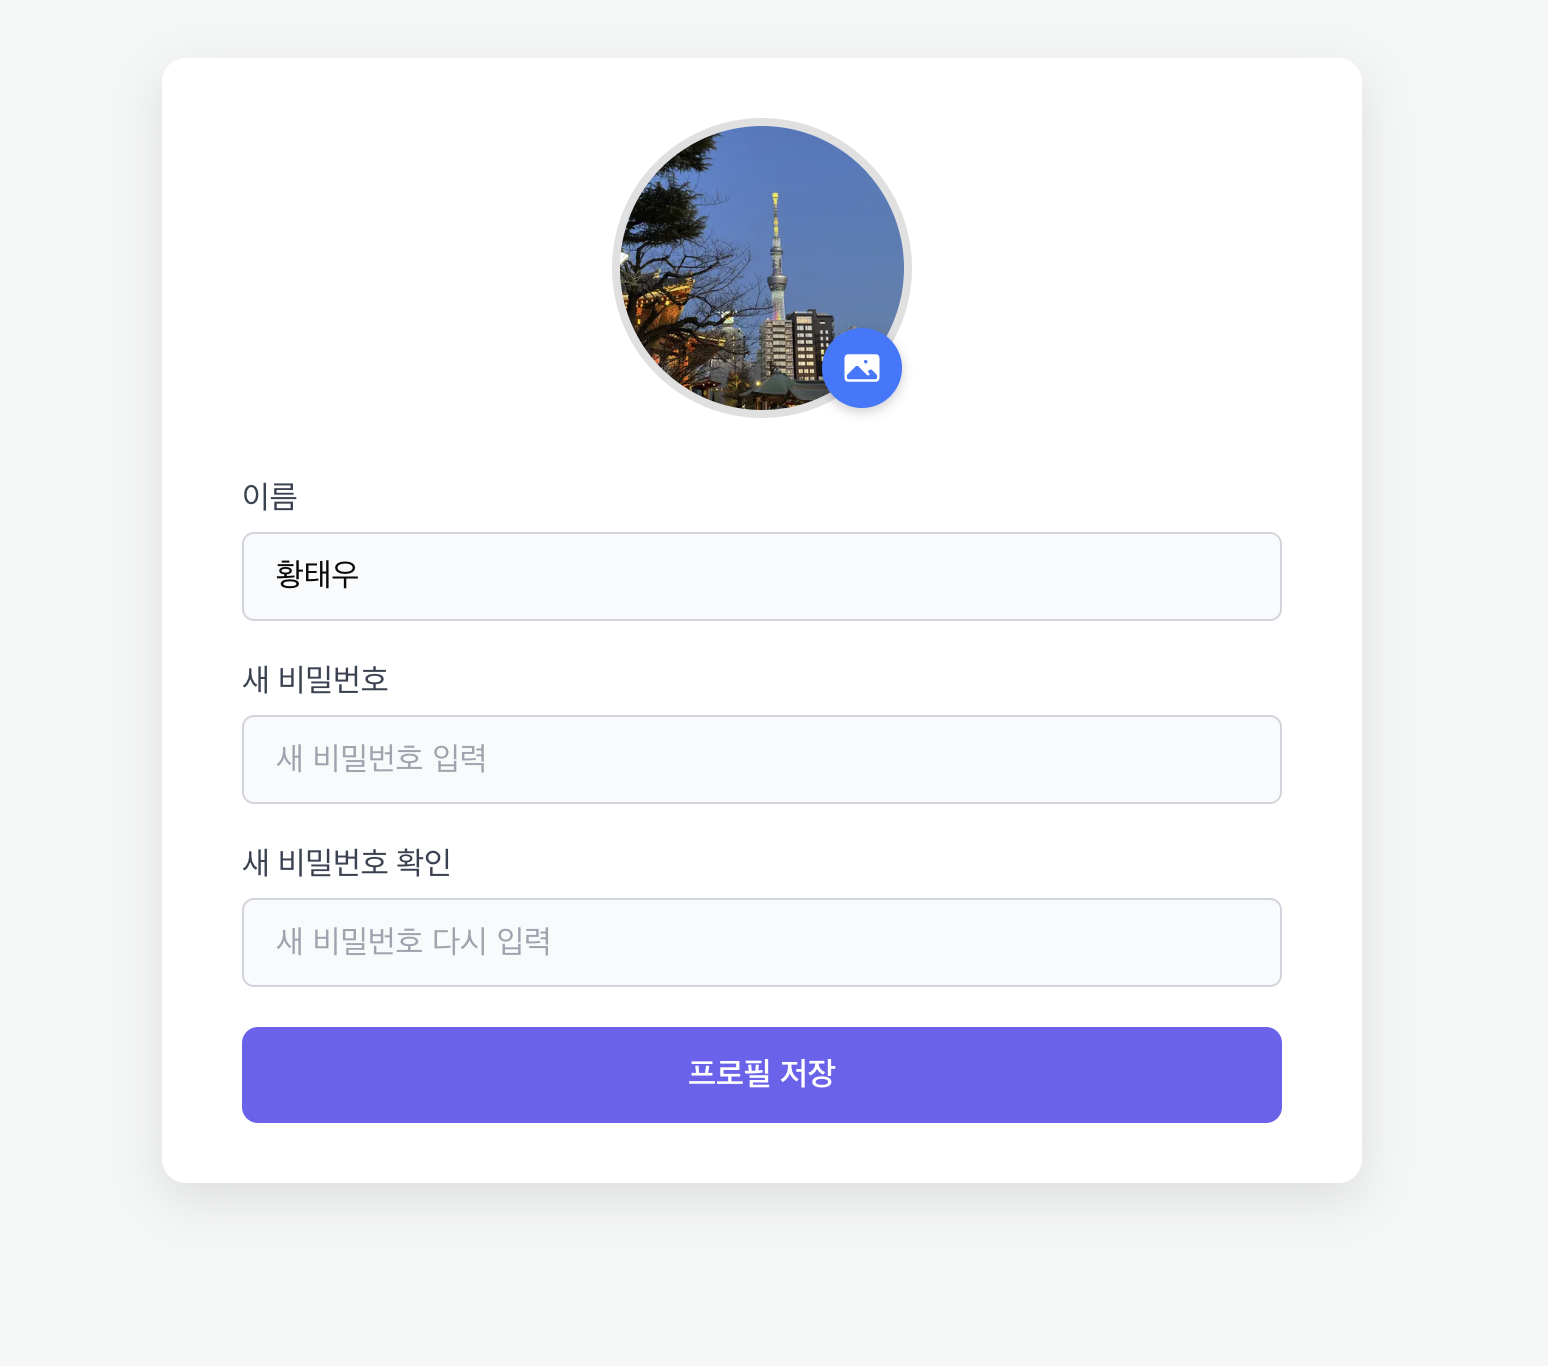 이름
황태우
새 비밀번호
새 비밀번호 입력
새 비밀번호 확인
새 비밀번호 다시 입력
프로필 저장